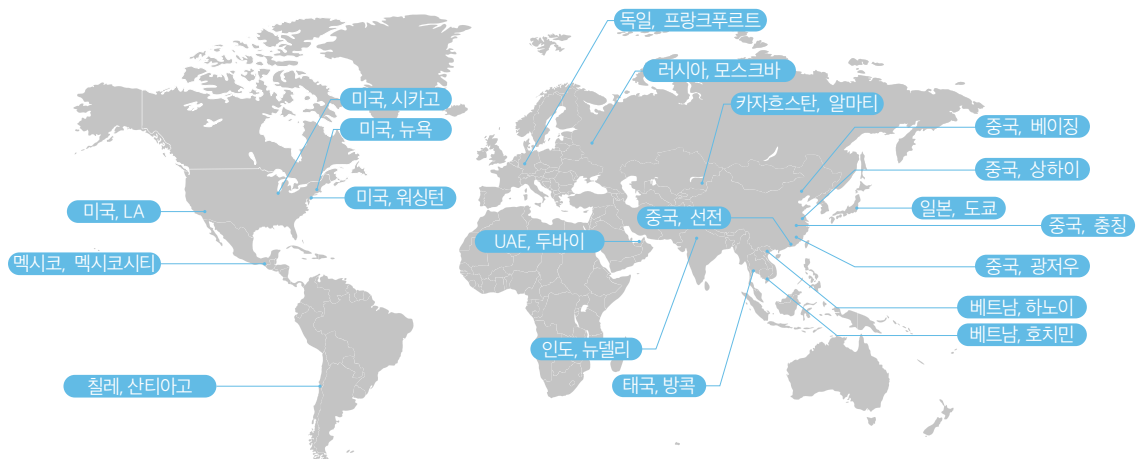 독일, 프랑크푸르트
러시아, 모스크바
미국, 시카고
카자흐스탄, 알마티
미국, 뉴욕
중국, 베이징
중국, 상하이
미국, 워싱턴
미국, LA
일본, 도쿄
중국, 선전
중국, 충칭
UAE, 두바이
멕시코, 멕시코시티
중국, 광저우
베트남, 하노이
베트남, 호치민
인도, 뉴델리
칠레, 산티아고
태국, 방콕